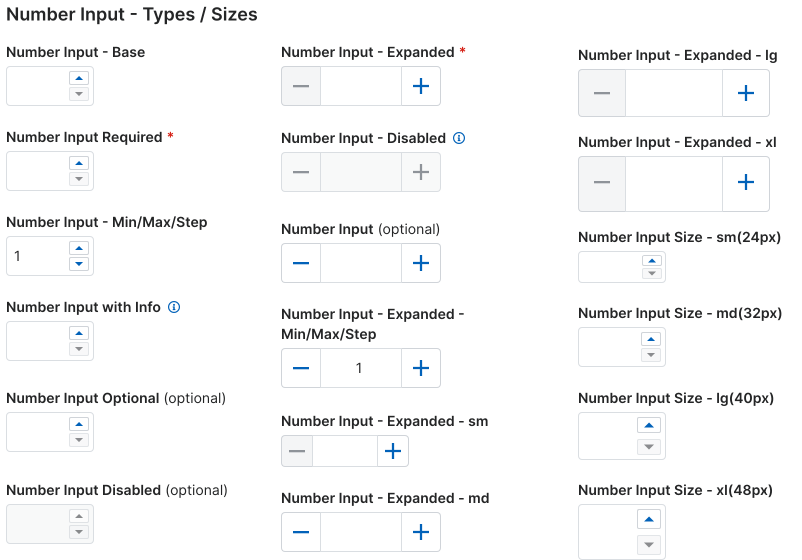 Number Input - Types / Sizes
Number Input - Base
Number Input Required *
Number Input - Min/Max/Step
1
Number Input with Info
Number Input Optional (optional)
Number Input Disabled (optional)
Number Input - Expanded *
Number Input - Disabled
Number Input (optional)
Number Input - Expanded -
Min/Max/Step
1
Number Input - Expanded - sm
Number Input - Expanded - md
Number Input - Expanded - lg
Number Input - Expanded - xl
Number Input Size - sm(24px)
Number Input Size - md(32px)
Number Input Size - lg(40px)
Number Input Size - xl(48px)